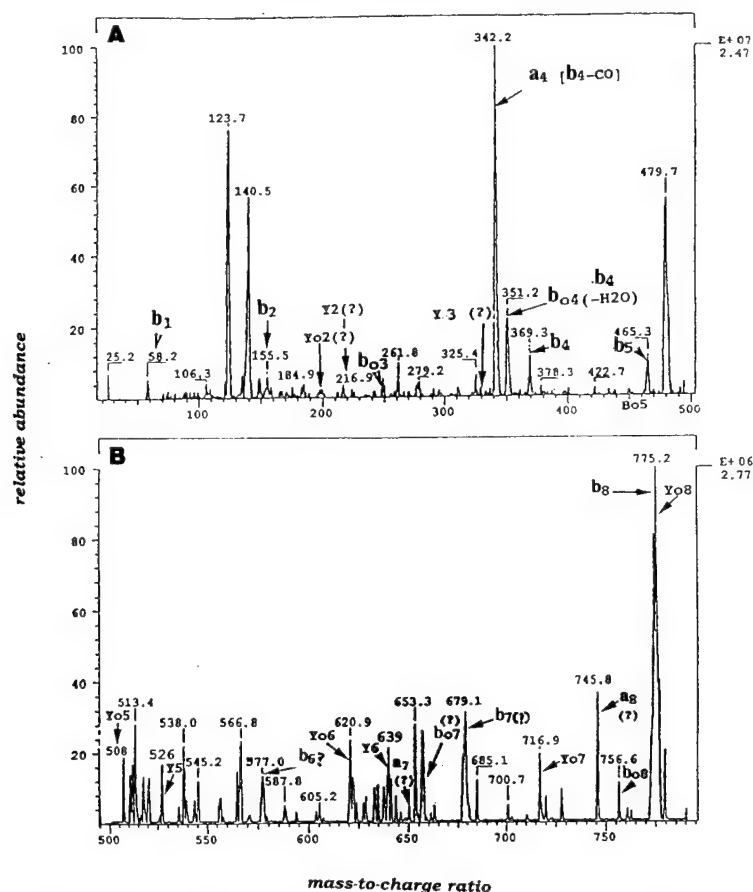 A
E+07
2.47
100
80
60
40
20
342.2
a4 [b4-CO]
123.7
140.5
479.7
b4
351.2
bo4(-H2O)
b1
b2
Y2(?)
Yo2(?)
Y 3 (?)
bo3
369.3
b4
465.3
b5
25.2
58.2
106.3
155.5
184.9
216.9
261.8
279.2
325.4
378.3
422.7
100
200
300
400
Bo5
500
relative abundance
B
E+06
2.77
100
80
60
40
20
775.2
b8
Yo8
745.8
a8
(?)
Yo5
508
513.4
526
Y5
538.0
545.2
566.8
577.0
b6?
587.8
605.2
Yo6
620.9
Y6
639
a7
(?)
653.3
(?)
bo7
679.1
b7(?)
685.1
700.7
716.9
Yo7
756.6
bo8
500
525
550
575
600
625
650
675
700
725
750
mass-to-charge ratio